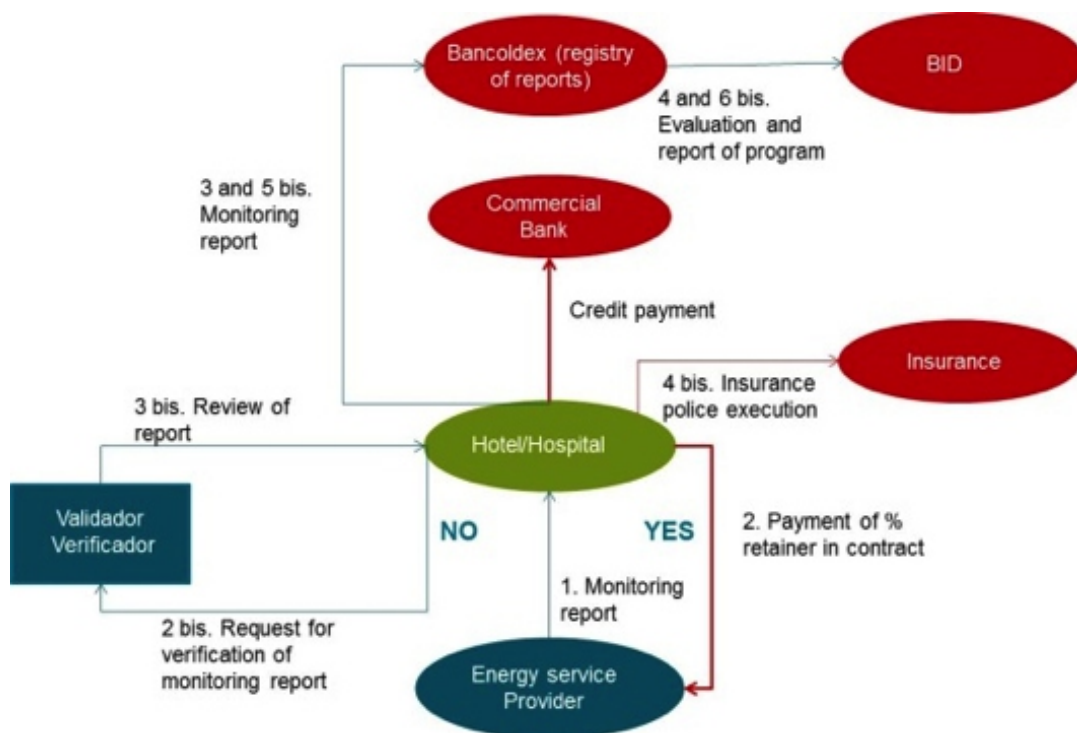 Bancoldex (registry
of reports)
BID
4 and 6 bis.
Evaluation and
report of program
3 and 5 bis.
Monitoring
report
Commercial
Bank
Credit payment
Insurance
4 bis. Insurance
police execution
3 bis. Review of
report
Hotel/Hospital
Validador
Verificador
NO
YES
2. Payment of %
retainer in contract
1. Monitoring
report
2 bis. Request for
verification of
monitoring report
Energy service
Provider